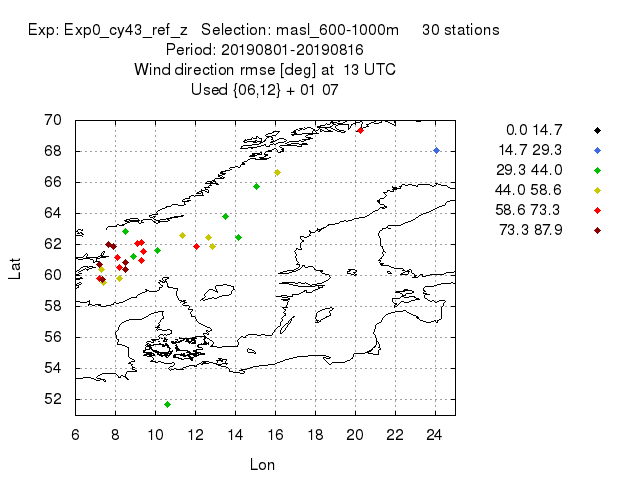 Exp: Exp0_cy43_ref_z Selection: masl_600-1000m 30 stations
Period: 20190801-20190816
Wind direction rmse [deg] at 13 UTC
Used {06,12} + 01 07
0.0 14.7
14.7 29.3
29.3 44.0
44.0 58.6
58.6 73.3
73.3 87.9
70
68
66
64
62
60
58
56
54
52
Lat
6 8 10 12 14 16 18 20 22 24
Lon